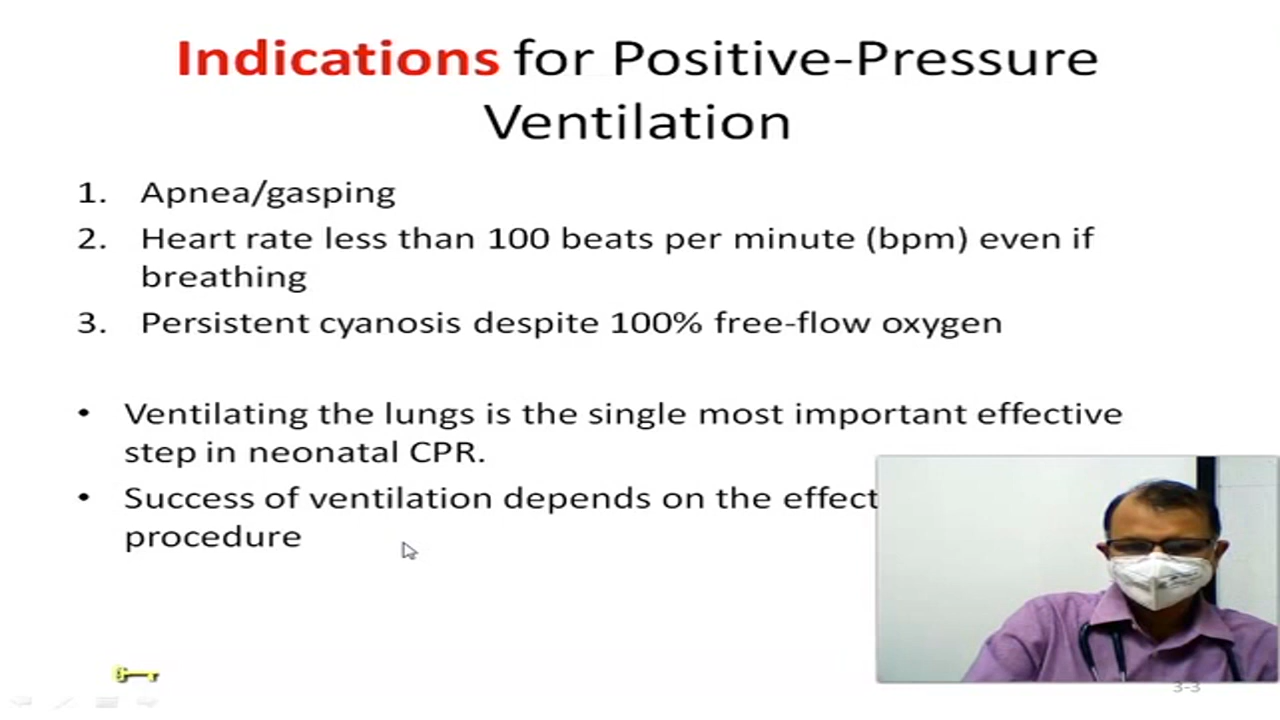 Indications for Positive-Pressure
Ventilation
1. Apnea/gasping
2. Heart rate less than 100 beats per minute (bpm) even if
breathing
3. Persistent cyanosis despite 100% free-flow oxygen
• Ventilating the lungs is the single most important effective
step in neonatal CPR.
• Success of ventilation depends on the effect
procedure
3-3